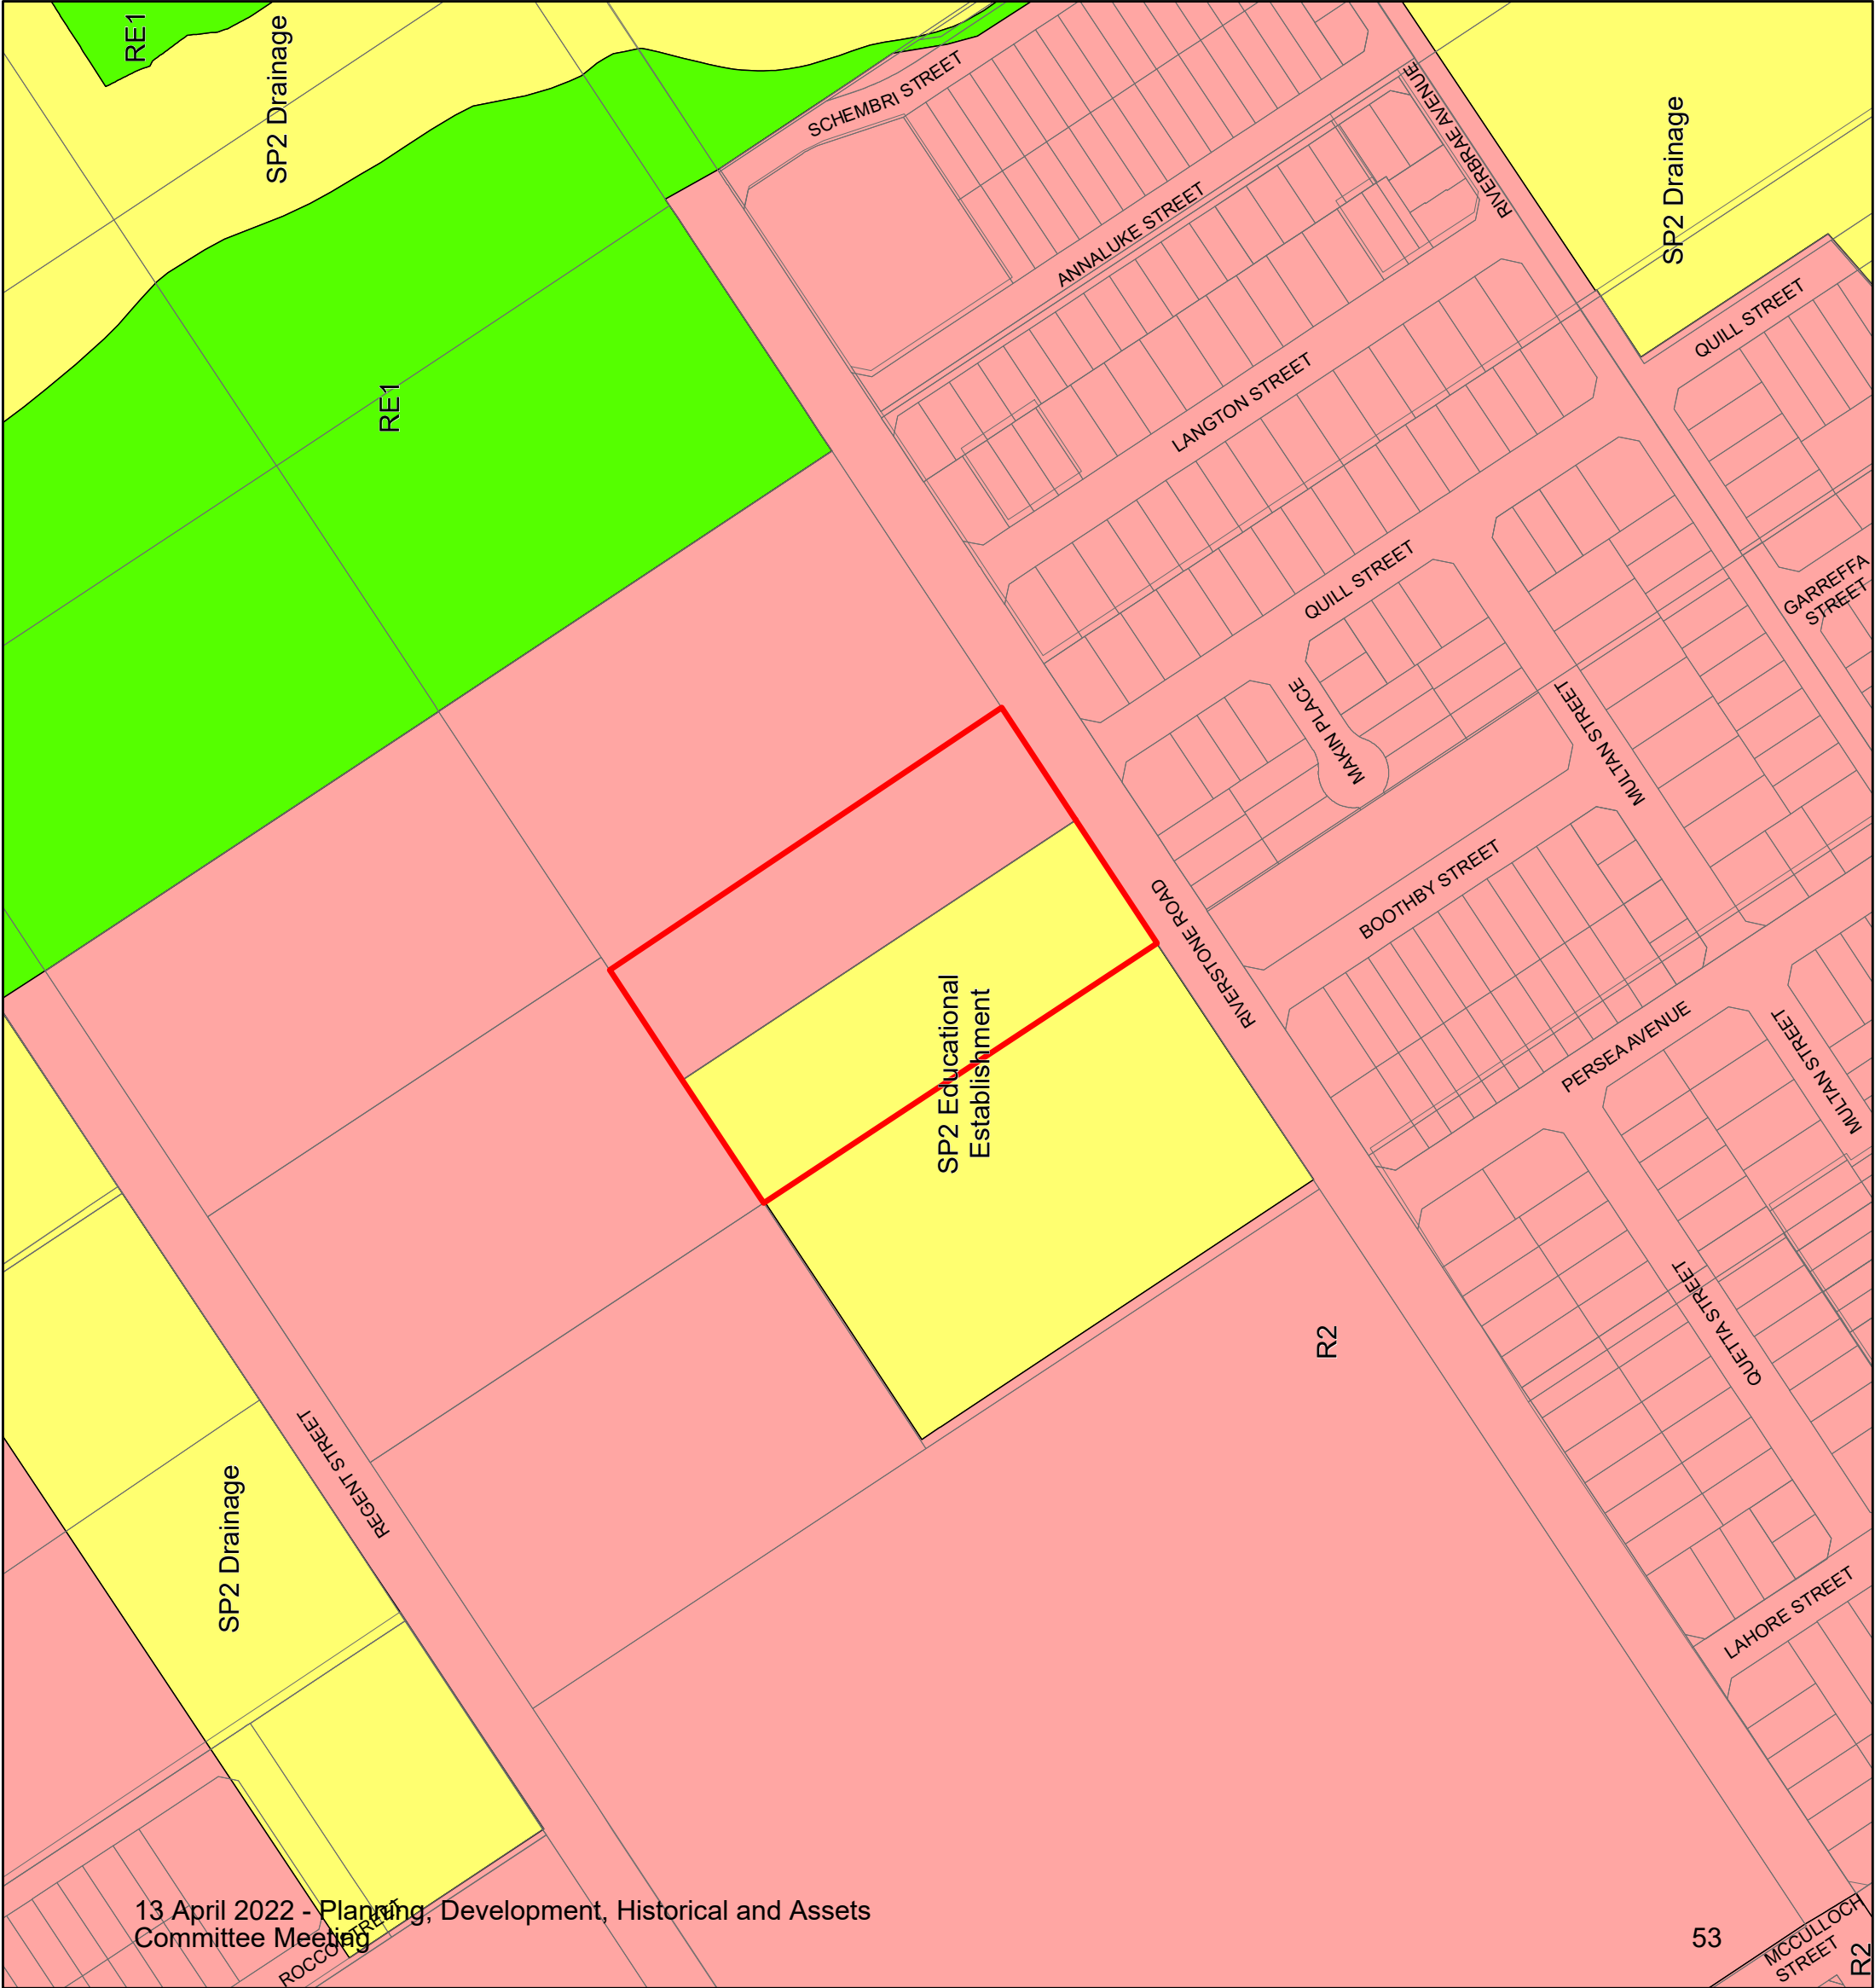 RE1
SP2 Drainage
SCHEMBRI STREET
RIVERBRAE AVENUE
SP2 Drainage
ANNALUKE STREET
QUILL STREET
RE1
LANGTON STREET
QUILL STREET
GARREFFA
STREET
MAKIN PLACE
MULTAN STREET
BOOTHBY STREET
RIVERSTONE ROAD
SP2 Educational
Establishment
PERSEA AVENUE
MULTAN STREET
R2
QUETTA STREET
REGENT STREET
SP2 Drainage
LAHORE STREET
13 April 2022 - Planning, Development, Historical and Assets
Committee Meeting
ROCCO STREET
53
MCCULLOCH
STREET
R2